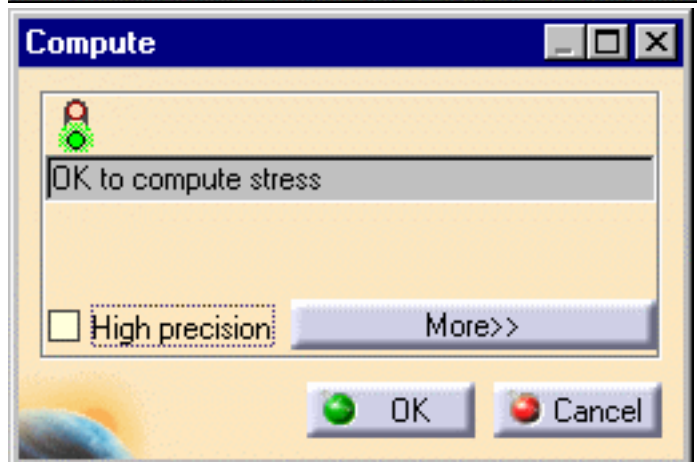 Compute
OK to compute stress
High precision
More>>
OK
Cancel